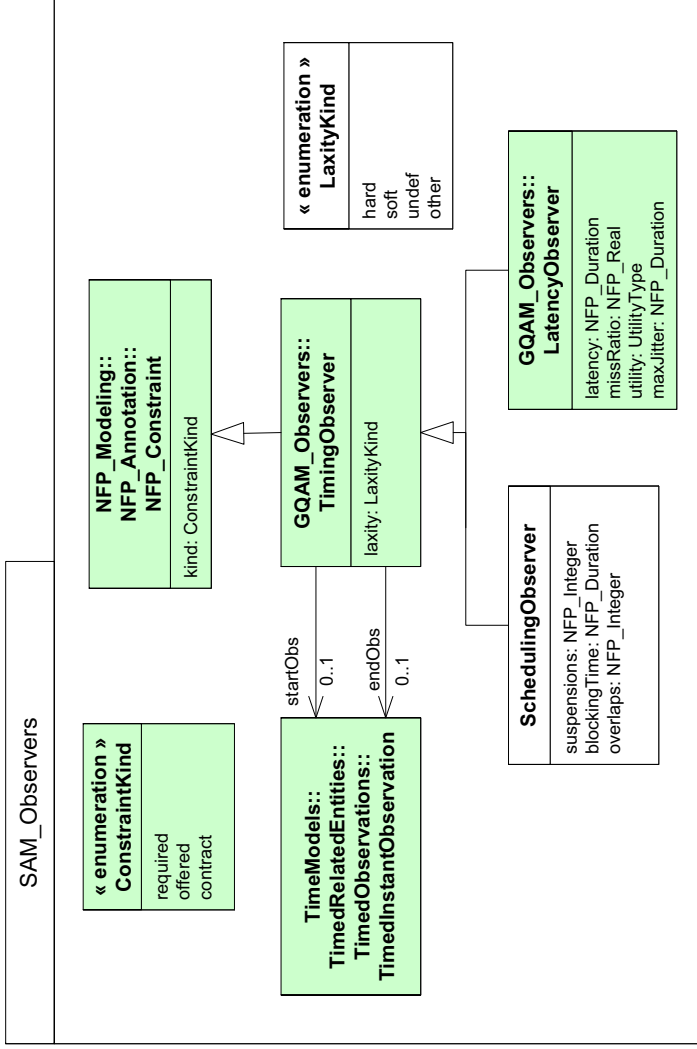 SAM_Observers
« enumeration »
ConstraintKind
required
offered
contract
NFP_Modeling::
NFP_Annotation::
NFP_Constraint
kind: ConstraintKind
TimeModels::
TimedRelatedEntities::
TimedObservations::
TimedInstantObservation
startObs
0..1
endObs
0..1
GQAM_Observers::
TimingObserver
laxity: LaxityKind
« enumeration »
LaxityKind
hard
soft
undef
other
SchedulingObserver
suspensions: NFP_Integer
blockingTime: NFP_Duration
overlaps: NFP_Integer
GQAM_Observers::
LatencyObserver
latency: NFP_Duration
missRatio: NFP_Real
utility: UtilityType
maxJitter: NFP_Duration